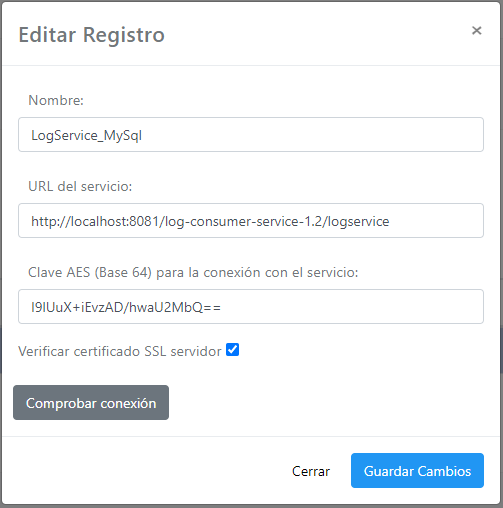 Editar Registro
×
Nombre:
LogService_MySql
URL del servicio:
http://localhost:8081/log-consumer-service-1.2/logservice
Clave AES (Base 64) para la conexión con el servicio:
I9lUuX+iEvzAD/hwaU2MbQ==
Verificar certificado SSL servidor
Comprobar conexión
Cerrar
Guardar Cambios